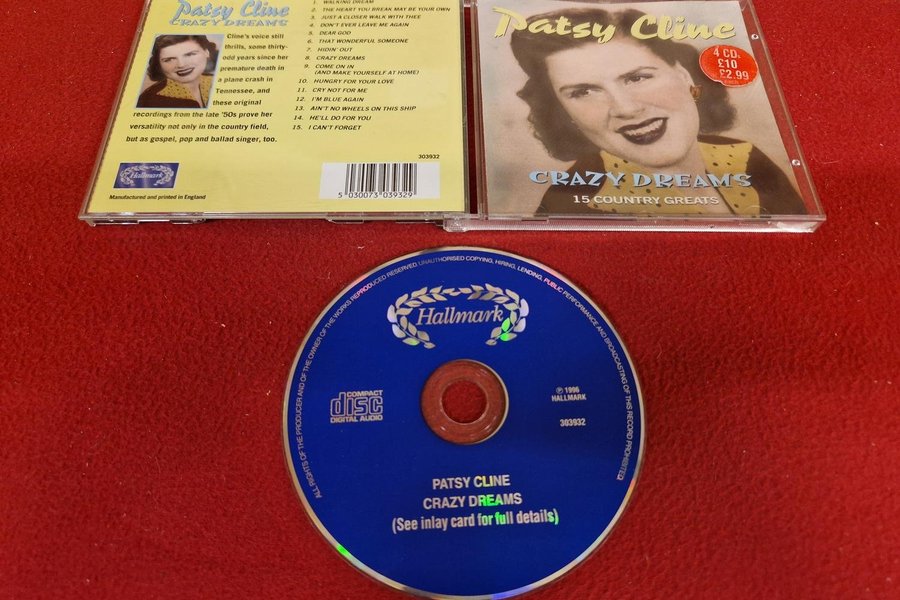 Patsy Cline
CRAZY DREAMS
Cline's voice still
thrills, some thirty-
odd years since her
premature death in
a plane crash in
Tennessee, and
these original
recordings from the late '50s prove her
versatility not only in the country field,
but as gospel, pop and ballad singer, too.
1. WALKING DREAM
2. THE HEART YOU BREAK MAY BE YOUR OWN
3. JUST A CLOSER WALK WITH THEE
4. DON'T EVER LEAVE ME AGAIN
5. DEAR GOD
6. THAT WONDERFUL SOMEONE
7. HIDIN' OUT
8. CRAZY DREAMS
9. COME ON IN
(AND MAKE YOURSELF AT HOME)
10. HUNGRY FOR YOUR LOVE
11. CRY NOT FOR ME
12. I'M BLUE AGAIN
13. AIN'T NO WHEELS ON THIS SHIP
14. HE'LL DO FOR YOU
15. I CAN'T FORGET
303932
Hallmark
Manufactured and printed in England
5 030073 039329
Patsy Cline
4 CDs
£10
£2.99
CRAZY DREAMS
15 COUNTRY GREATS
ALL RIGHTS OF THE PRODUCER AND OF THE OWNER OF THE WORKS REPRODUCED RESERVED. UNAUTHORISED COPYING, HIRING, LENDING, PUBLIC PERFORMANCE AND BROADCASTING OF THIS RECORD PROHIBITED
Hallmark
COMPACT
disc
DIGITAL AUDIO
℗ 1996
HALLMARK
303932
PATSY CLINE
CRAZY DREAMS
(See inlay card for full details)